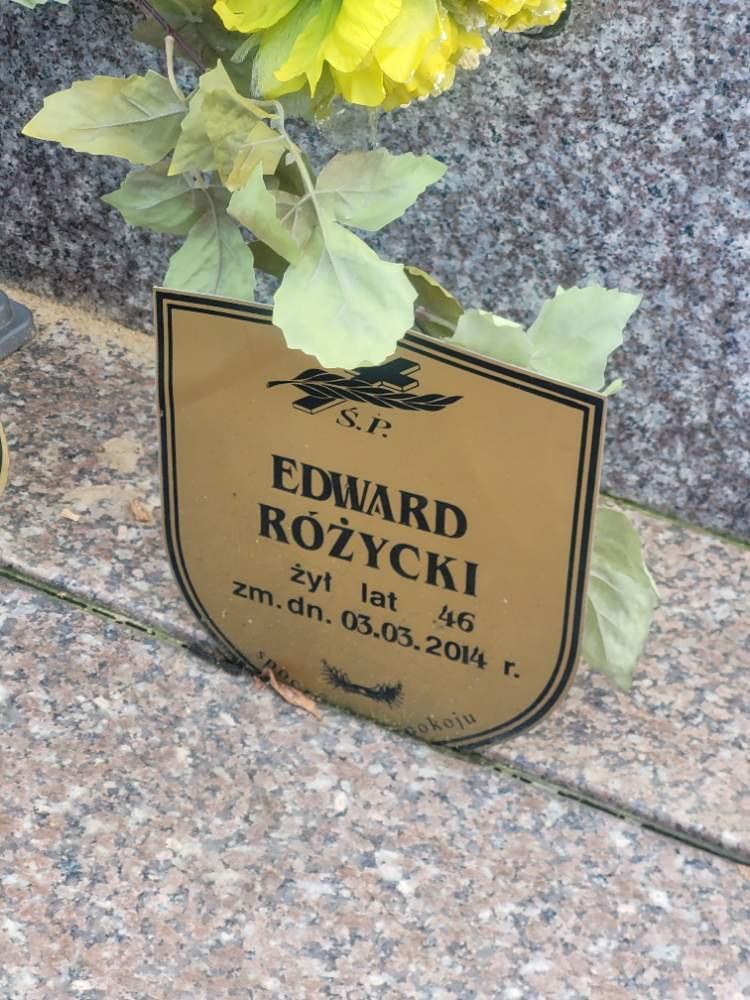 Ś.P.
EDWARD
RÓŻYCKI
żył lat 46
zm. dn. 03.03.2014 r.